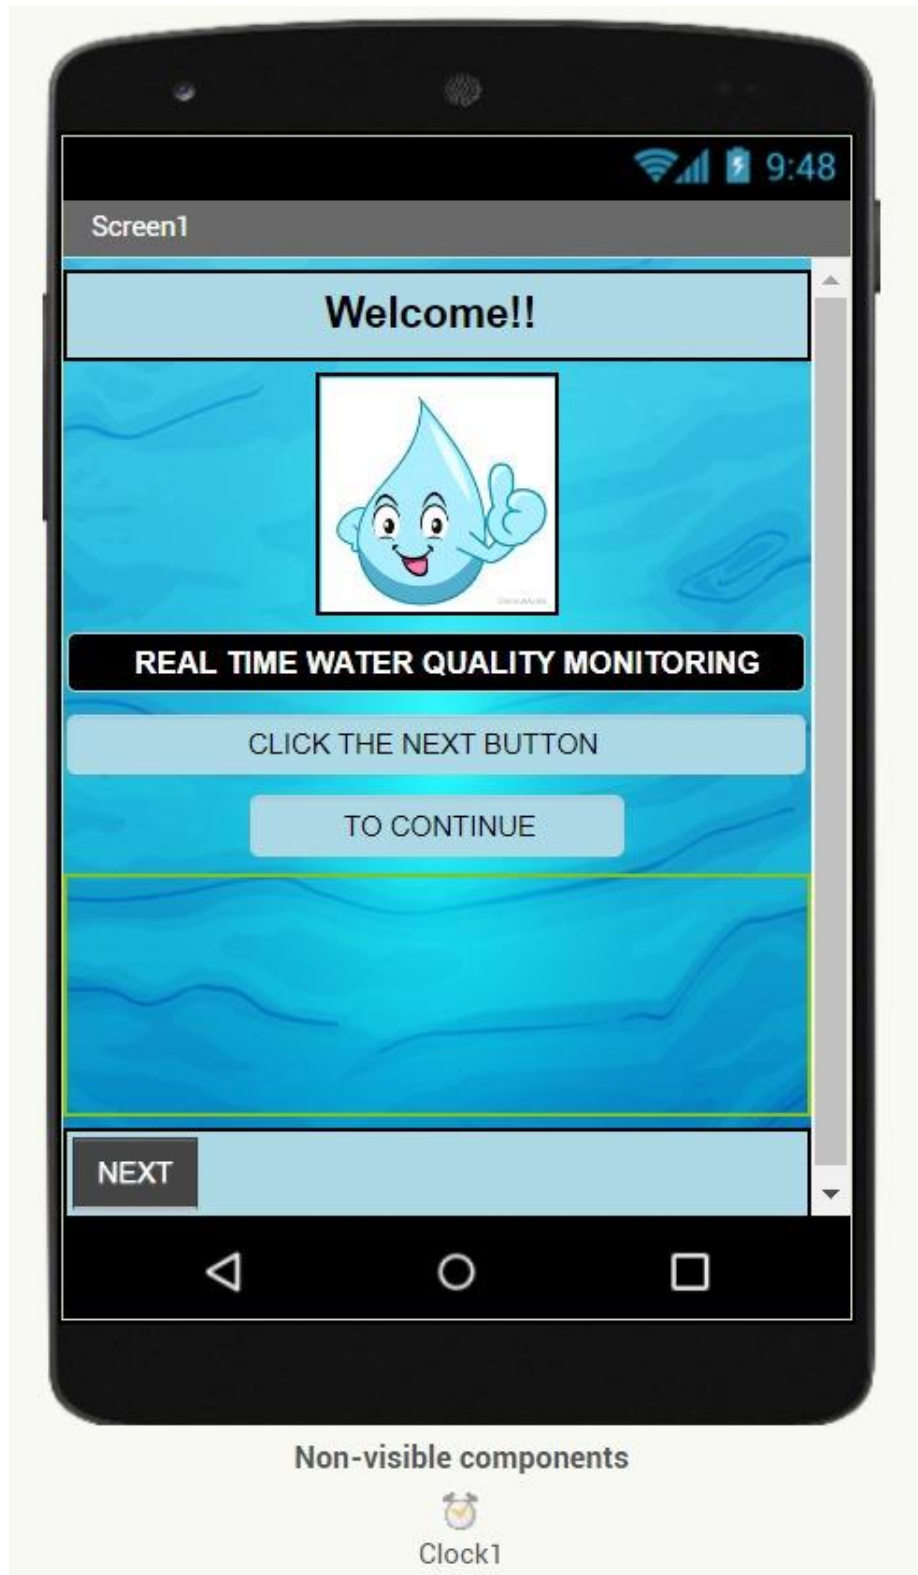 9:48
Screen1
Welcome!!
REAL TIME WATER QUALITY MONITORING
CLICK THE NEXT BUTTON
TO CONTINUE
NEXT
Non-visible components
Clock1